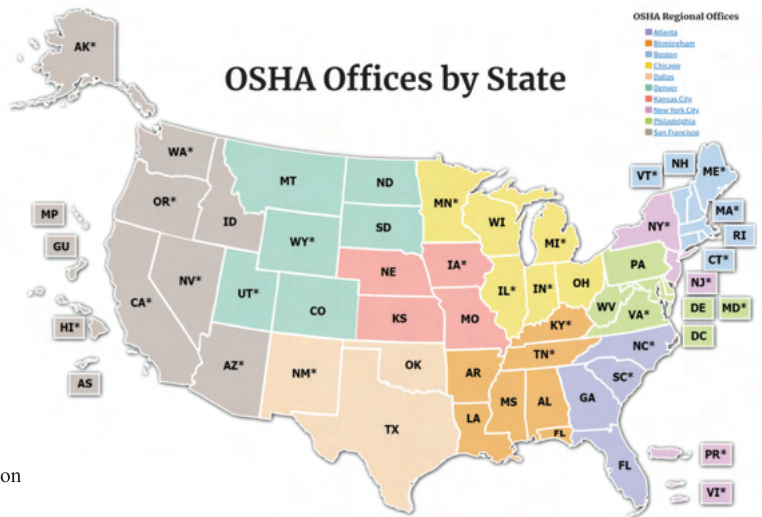 OSHA Regional Offices
Atlanta
Birmingham
Boston
Chicago
Dallas
Denver
Kansas City
New York City
Philadelphia
San Francisco
OSHA Offices by State
AK*
WA*
MT
ND
MN*
VT*
NH
ME*
OR*
ID
SD
WI
MI*
NY*
MA*
RI
CT*
MP
GU
WY*
NE
IA*
PA
NJ*
NV*
UT*
CO
IL*
IN*
OH
WV
VA*
DE
MD*
CA*
KS
MO
KY*
DC
HI*
AZ*
NM*
OK
AR
TN*
NC*
SC*
AS
TX
LA
MS
AL
GA
FL
FL
PR*
VI*
on